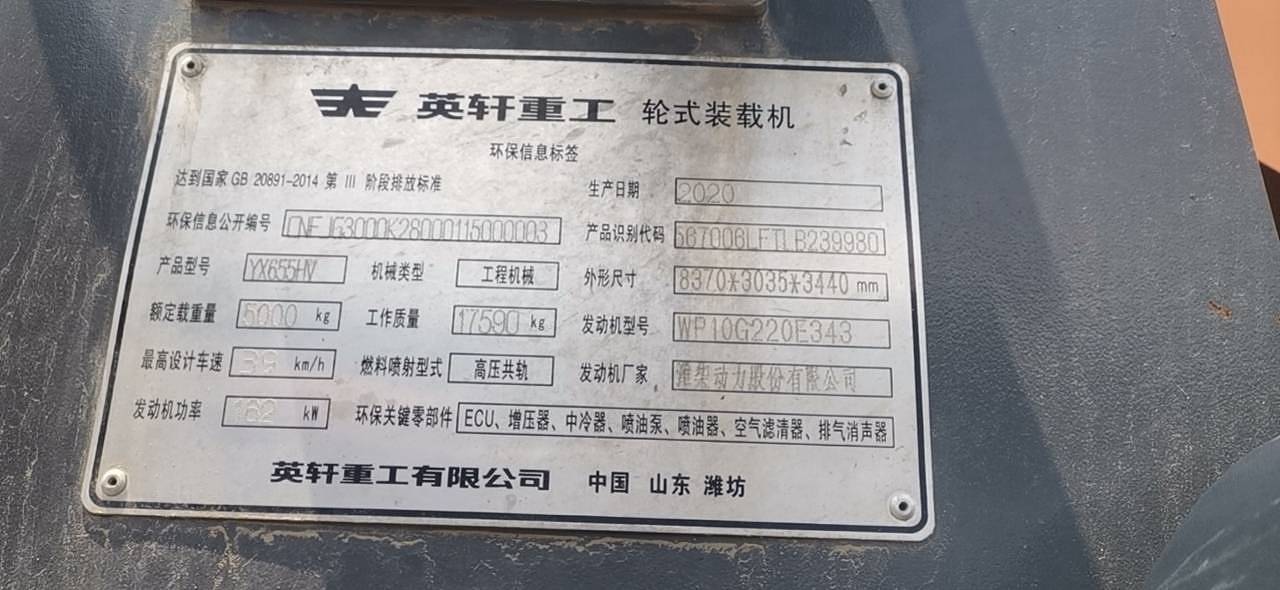 英轩重工 轮式装载机
环保信息标签
达到国家 GB 20891-2014 第 III 阶段排放标准 生产日期 2020
环保信息公开编号 CNFJG3000K28000115000003 产品识别代码 567006LFTLB239980
产品型号 YX655HV 机械类型 工程机械 外形尺寸 8370*3035*3440 mm
额定载重量 5000 kg 工作质量 17590 kg 发动机型号 WP10G220E343
最高设计车速 39 km/h 燃料喷射型式 高压共轨 发动机厂家 潍柴动力股份有限公司
发动机功率 162 kW 环保关键零部件 ECU、增压器、中冷器、喷油泵、喷油器、空气滤清器、排气消声器
英轩重工有限公司 中国 山东 潍坊